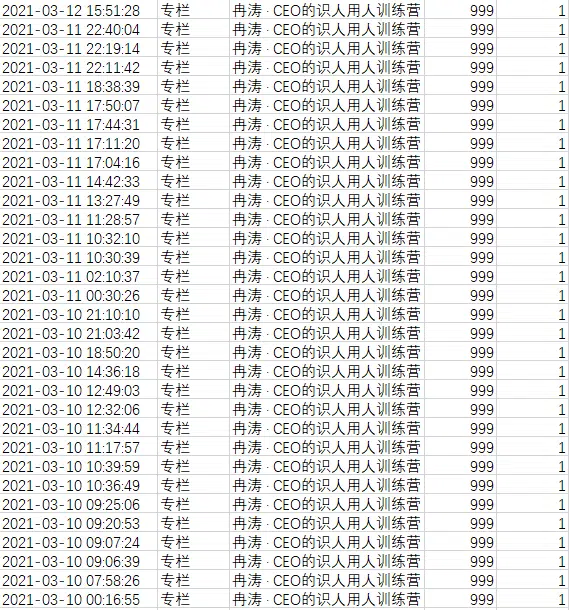 2021-03-12 15:51:28 专栏 冉涛 · CEO的识人用人训练营 999 1
2021-03-11 22:40:04 专栏 冉涛 · CEO的识人用人训练营 999 1
2021-03-11 22:19:14 专栏 冉涛 · CEO的识人用人训练营 999 1
2021-03-11 22:11:42 专栏 冉涛 · CEO的识人用人训练营 999 1
2021-03-11 18:38:39 专栏 冉涛 · CEO的识人用人训练营 999 1
2021-03-11 17:50:07 专栏 冉涛 · CEO的识人用人训练营 999 1
2021-03-11 17:44:31 专栏 冉涛 · CEO的识人用人训练营 999 1
2021-03-11 17:11:20 专栏 冉涛 · CEO的识人用人训练营 999 1
2021-03-11 17:04:16 专栏 冉涛 · CEO的识人用人训练营 999 1
2021-03-11 14:42:33 专栏 冉涛 · CEO的识人用人训练营 999 1
2021-03-11 13:27:49 专栏 冉涛 · CEO的识人用人训练营 999 1
2021-03-11 11:28:57 专栏 冉涛 · CEO的识人用人训练营 999 1
2021-03-11 10:32:10 专栏 冉涛 · CEO的识人用人训练营 999 1
2021-03-11 10:30:39 专栏 冉涛 · CEO的识人用人训练营 999 1
2021-03-11 02:10:37 专栏 冉涛 · CEO的识人用人训练营 999 1
2021-03-11 00:30:26 专栏 冉涛 · CEO的识人用人训练营 999 1
2021-03-10 21:10:10 专栏 冉涛 · CEO的识人用人训练营 999 1
2021-03-10 21:03:42 专栏 冉涛 · CEO的识人用人训练营 999 1
2021-03-10 18:50:20 专栏 冉涛 · CEO的识人用人训练营 999 1
2021-03-10 14:36:18 专栏 冉涛 · CEO的识人用人训练营 999 1
2021-03-10 12:49:03 专栏 冉涛 · CEO的识人用人训练营 999 1
2021-03-10 12:32:06 专栏 冉涛 · CEO的识人用人训练营 999 1
2021-03-10 11:34:44 专栏 冉涛 · CEO的识人用人训练营 999 1
2021-03-10 11:17:57 专栏 冉涛 · CEO的识人用人训练营 999 1
2021-03-10 10:39:59 专栏 冉涛 · CEO的识人用人训练营 999 1
2021-03-10 10:36:49 专栏 冉涛 · CEO的识人用人训练营 999 1
2021-03-10 09:25:06 专栏 冉涛 · CEO的识人用人训练营 999 1
2021-03-10 09:20:53 专栏 冉涛 · CEO的识人用人训练营 999 1
2021-03-10 09:07:24 专栏 冉涛 · CEO的识人用人训练营 999 1
2021-03-10 09:06:39 专栏 冉涛 · CEO的识人用人训练营 999 1
2021-03-10 07:58:26 专栏 冉涛 · CEO的识人用人训练营 999 1
2021-03-10 00:16:55 专栏 冉涛 · CEO的识人用人训练营 999 1